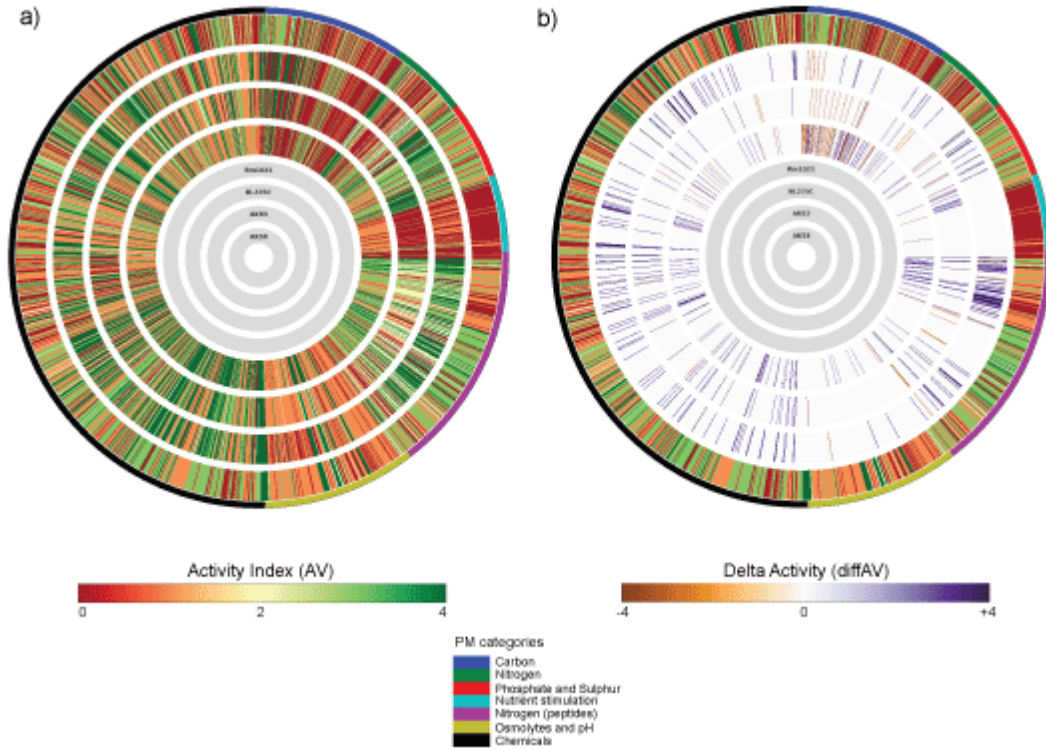 a)
b)
Activity Index (AV)
0
2
4
Delta Activity (diffAV)
-4
0
+4
PM categories
Carbon
Nitrogen
Phosphate and Sulphur
Nutrient stimulation
Nitrogen (peptides)
Osmolytes and pH
Chemicals